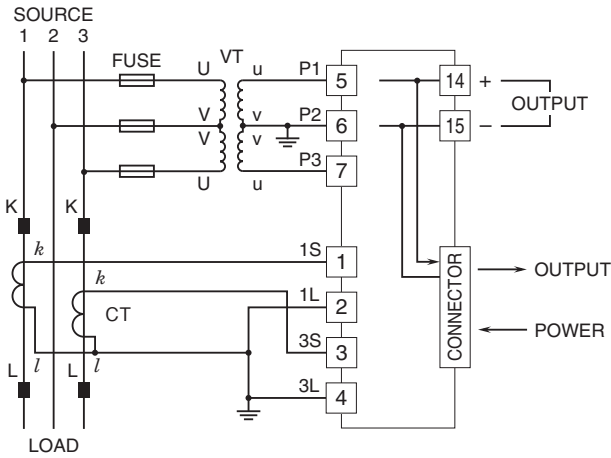 SOURCE
1 2 3
FUSE
VT
U u P1 5
14 +
OUTPUT
V v P2 6
15 –
V v
U u P3 7
K K
k 1S 1
k 1L 2
CT
3S 3
L l L l
3L 4
CONNECTOR
OUTPUT
POWER
LOAD